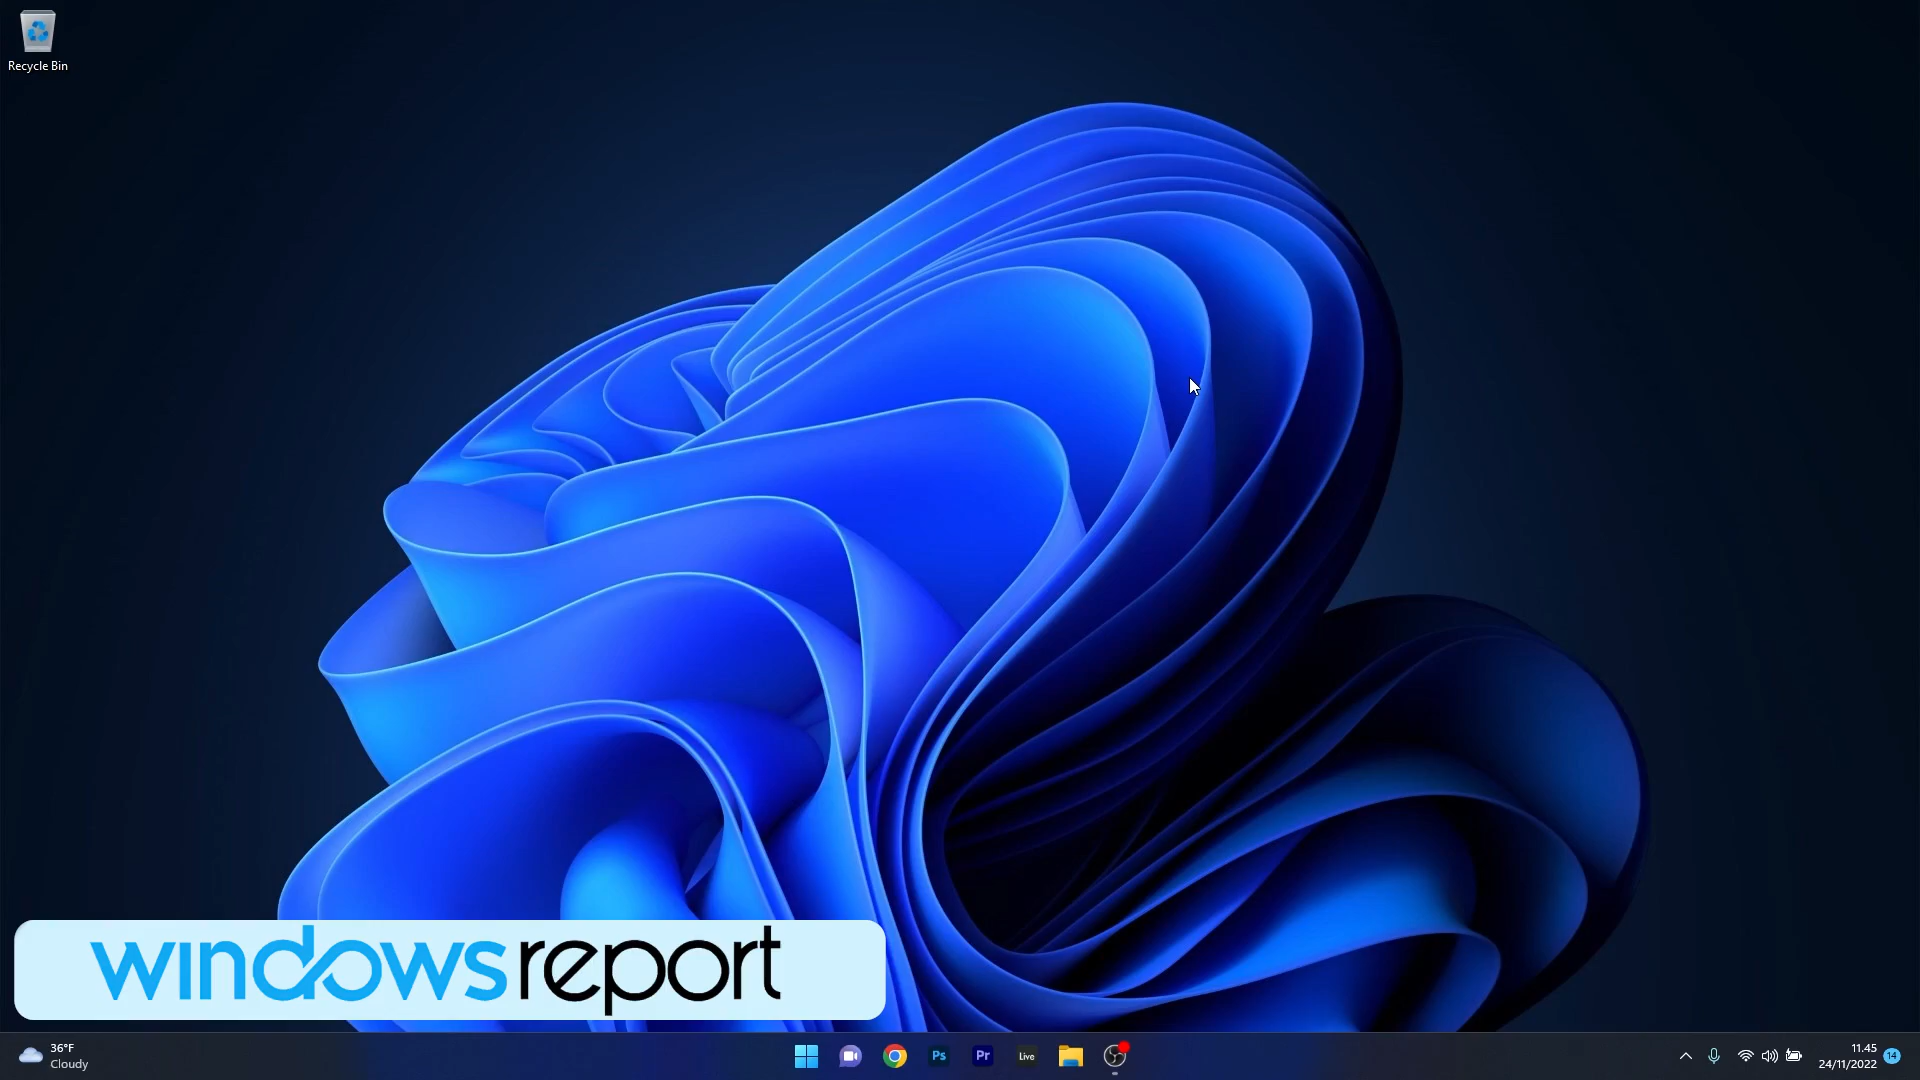 Recycle Bin
windowsreport
36°F
Cloudy
Ps
Pr
Live
11.45
24/11/2022
14